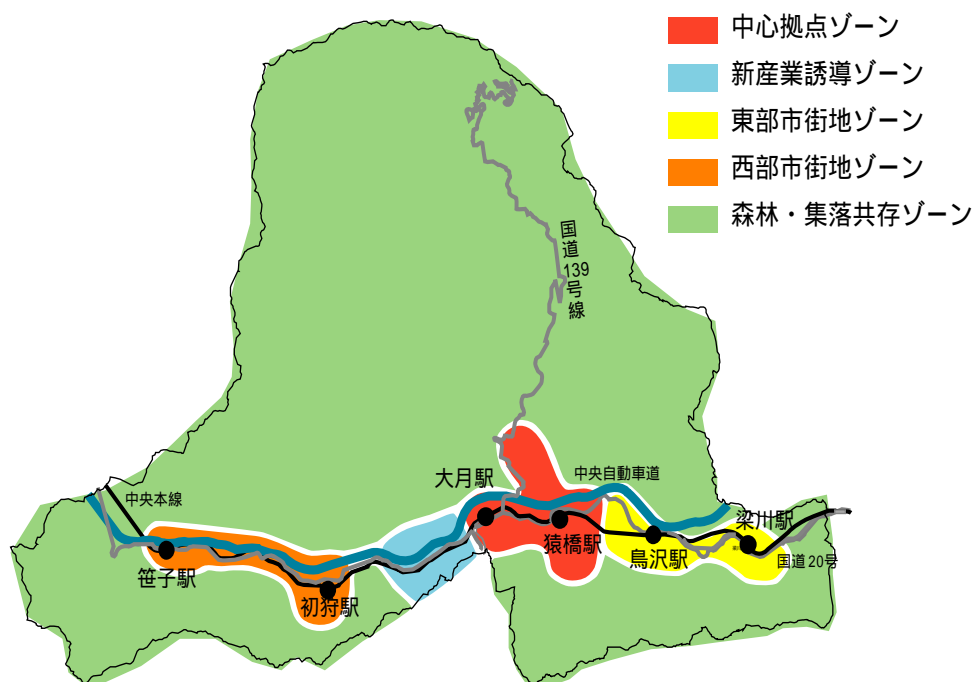 中心拠点ゾーン
新産業誘導ゾーン
東部市街地ゾーン
西部市街地ゾーン
森林・集落共存ゾーン
国道139号線
大月駅
中央自動車道
中央本線
梁川駅
猿橋駅
鳥沢駅
国道20号
笹子駅
初狩駅